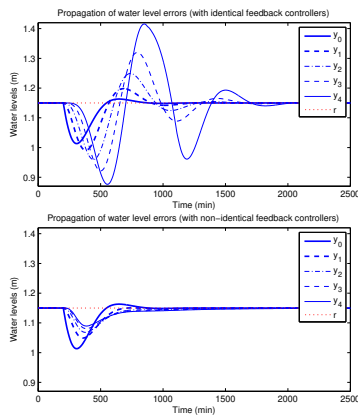 Propagation of water level errors (with identical feedback controllers)
1.4
1.3
1.2
1.1
1
0.9
Water levels (m)
0
500
1000
1500
2000
2500
Time (min)
y0
y1
y2
y3
y4
r
Propagation of water level errors (with non-identical feedback controllers)
1.4
1.3
1.2
1.1
1
0.9
Water levels (m)
0
500
1000
1500
2000
2500
Time (min)
y0
y1
y2
y3
y4
r